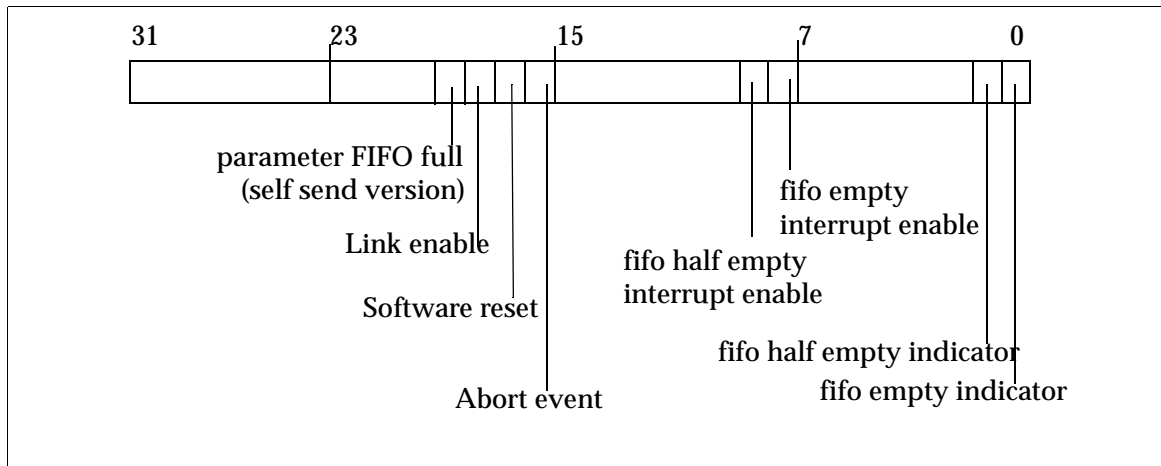 31 23 15 7 0
parameter FIFO full
(self send version)
fifo empty
interrupt enable
Link enable
fifo half empty
interrupt enable
Software reset
fifo half empty indicator
fifo empty indicator
Abort event